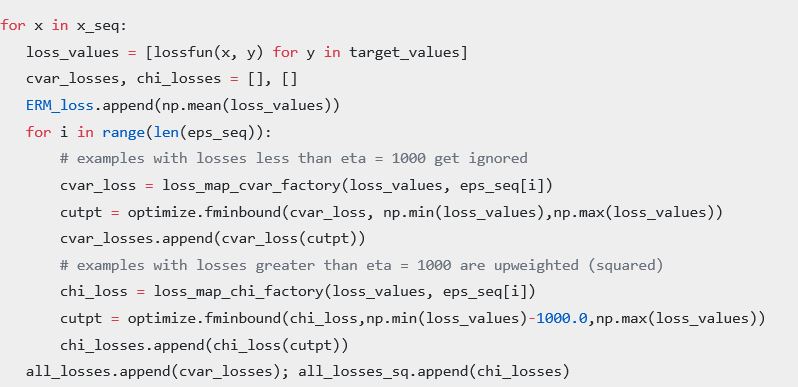 for x in x_seq:
loss_values = [lossfun(x, y) for y in target_values]
cvar_losses, chi_losses = [], []
ERM_loss.append(np.mean(loss_values))
for i in range(len(eps_seq)):
# examples with losses less than eta = 1000 get ignored
cvar_loss = loss_map_cvar_factory(loss_values, eps_seq[i])
cutpt = optimize.fminbound(cvar_loss, np.min(loss_values),np.max(loss_values))
cvar_losses.append(cvar_loss(cutpt))
# examples with losses greater than eta = 1000 are upweighted (squared)
chi_loss = loss_map_chi_factory(loss_values, eps_seq[i])
cutpt = optimize.fminbound(chi_loss,np.min(loss_values)-1000.0,np.max(loss_values))
chi_losses.append(chi_loss(cutpt))
all_losses.append(cvar_losses); all_losses_sq.append(chi_losses)